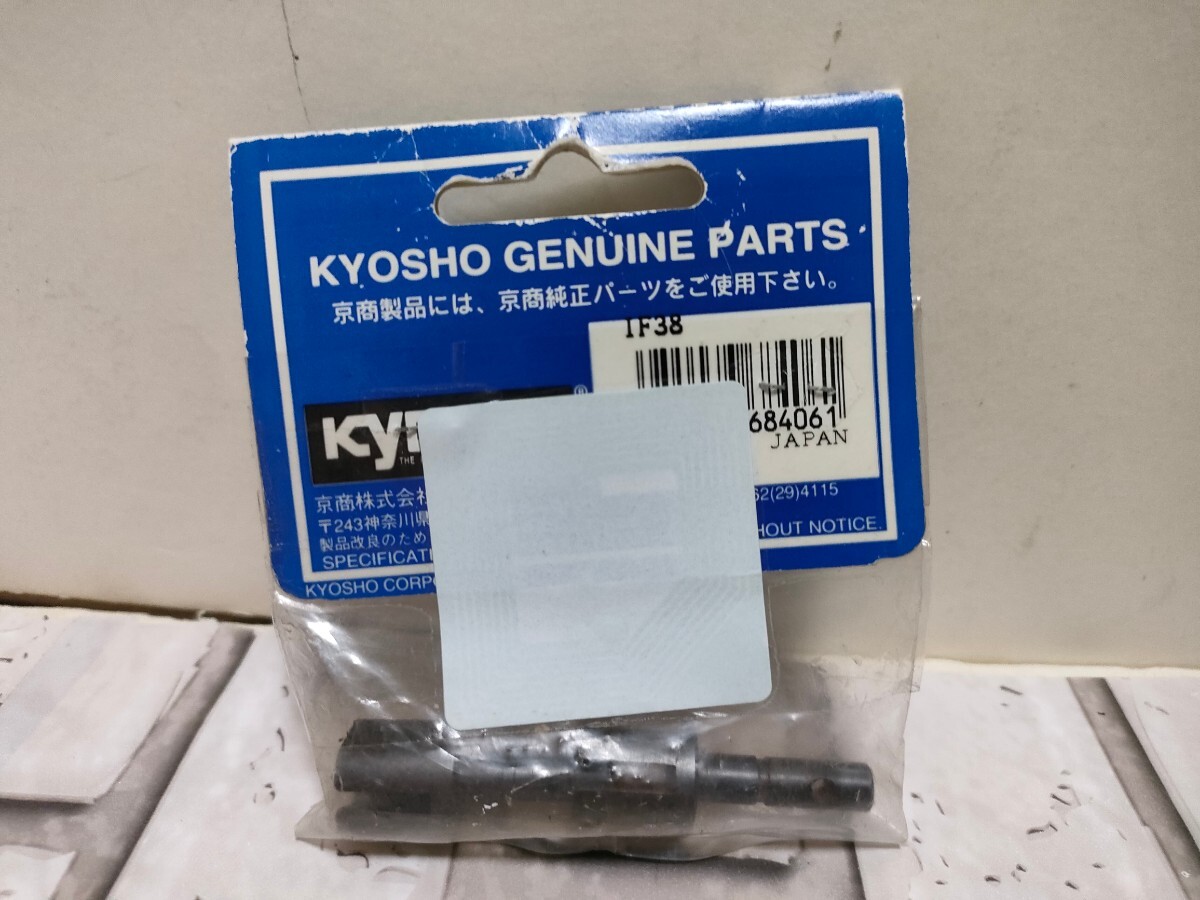 KYOSHO GENUINE PARTS
京商製品には、京商純正パーツをご使用下さい。
IF38
684061
JAPAN
®
THE
京商株式会
62(29)4115
〒243神奈川県
製品改良のため
SPECIFICAT
HOUT NOTICE.
KYOSHO CORP